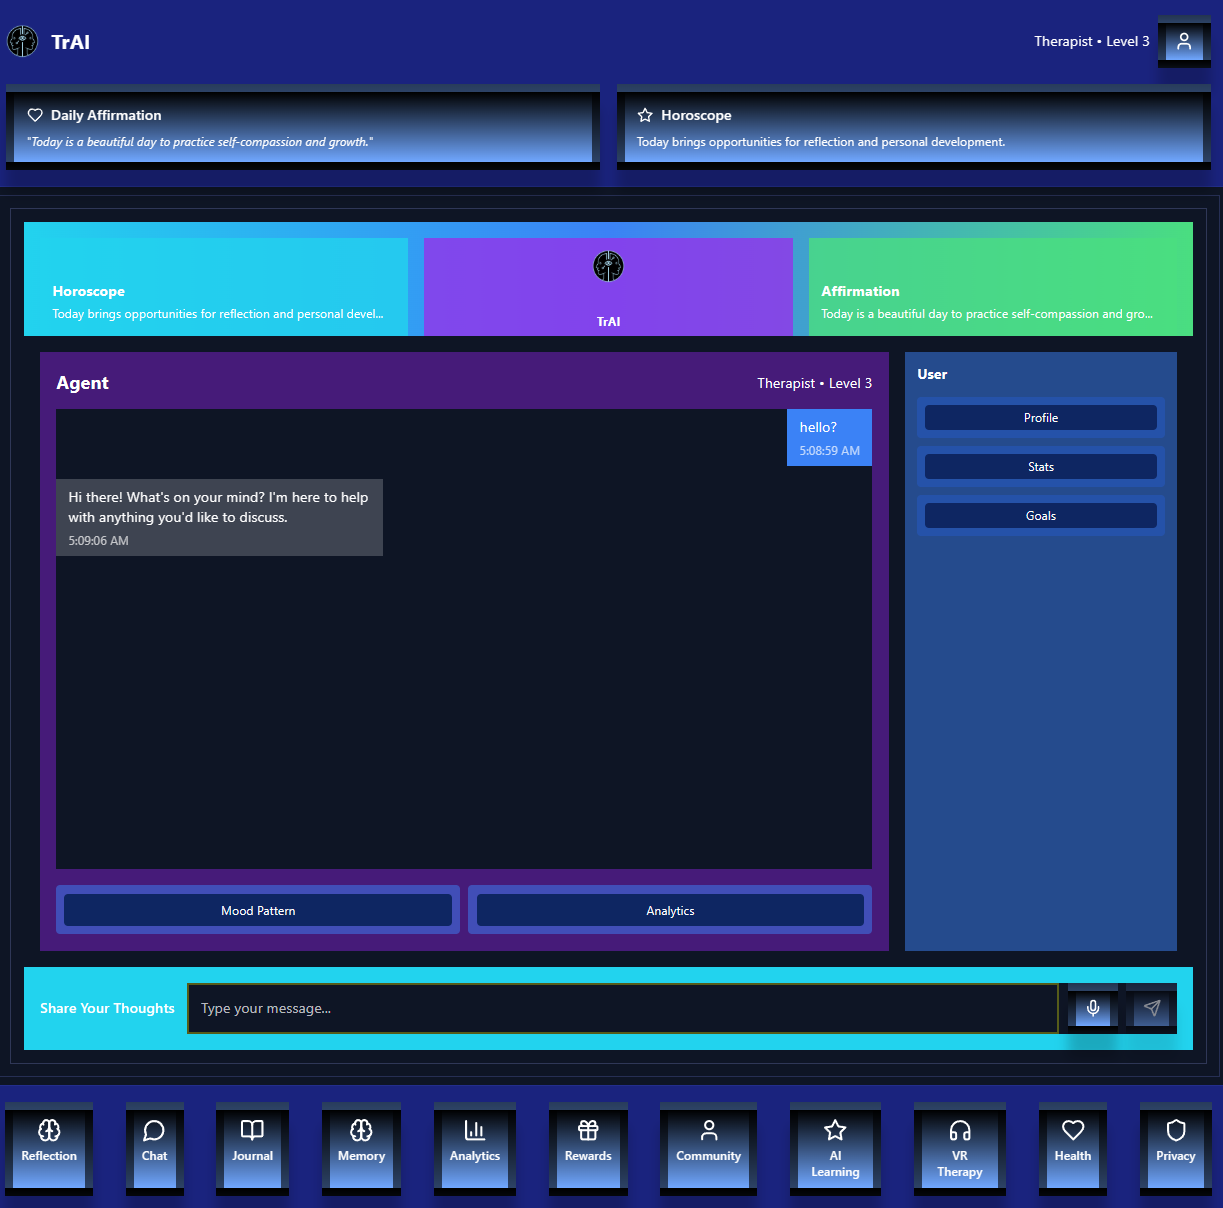 TrAI
Therapist • Level 3
Daily Affirmation
"Today is a beautiful day to practice self-compassion and growth."
Horoscope
Today brings opportunities for reflection and personal development.
Horoscope
Today brings opportunities for reflection and personal devel...
TrAI
Affirmation
Today is a beautiful day to practice self-compassion and gro...
Agent
Therapist • Level 3
hello?
5:08:59 AM
Hi there! What's on your mind? I'm here to help
with anything you'd like to discuss.
5:09:06 AM
Mood Pattern
Analytics
User
Profile
Stats
Goals
Share Your Thoughts
Type your message...
Reflection
Chat
Journal
Memory
Analytics
Rewards
Community
AI
Learning
VR
Therapy
Health
Privacy